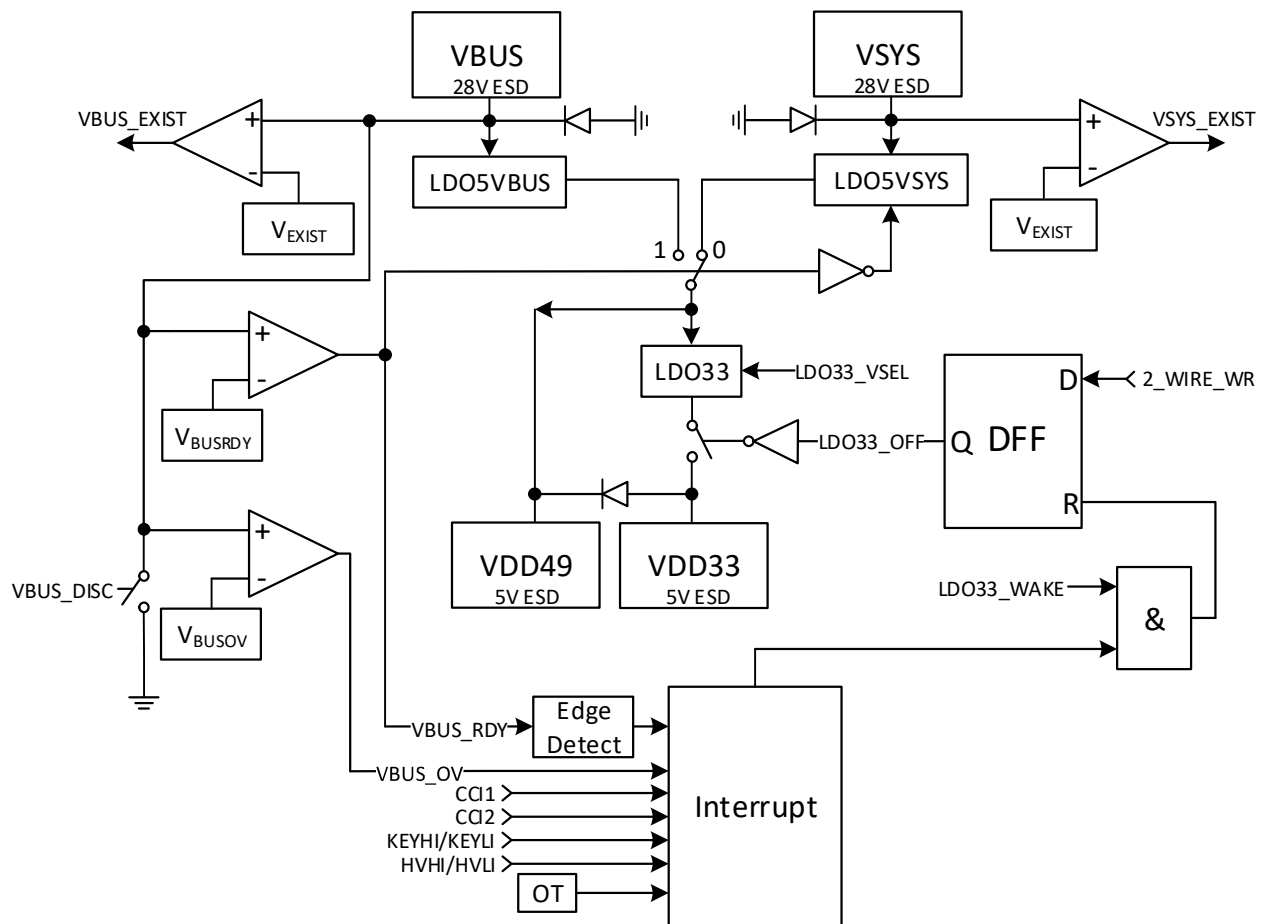 VBUS
28V ESD
VSYS
28V ESD
VBUS_EXIST
+
-
VEXIST
LDO5VBUS
LDO5VSYS
+
-
VSYS_EXIST
VEXIST
1
0
+
-
VBUSRDY
LDO33
LDO33_VSEL
D
2_WIRE_WR
LDO33_OFF
Q
DFF
R
+
-
VBUSOV
VBUS_DISC
VDD49
5V ESD
VDD33
5V ESD
LDO33_WAKE
&
VBUS_RDY
Edge
Detect
VBUS_OV
CCI1
CCI2
KEYHI/KEYLI
HVHI/HVLI
OT
Interrupt